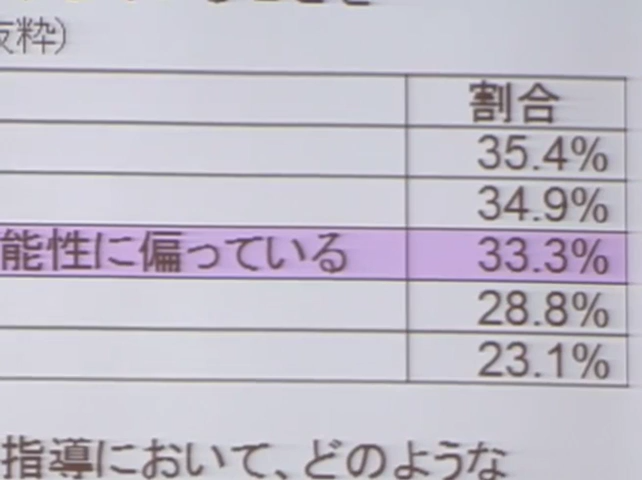 抜粋)
割合
35.4%
34.9%
能性に偏っている 33.3%
28.8%
23.1%
指導において、どのような